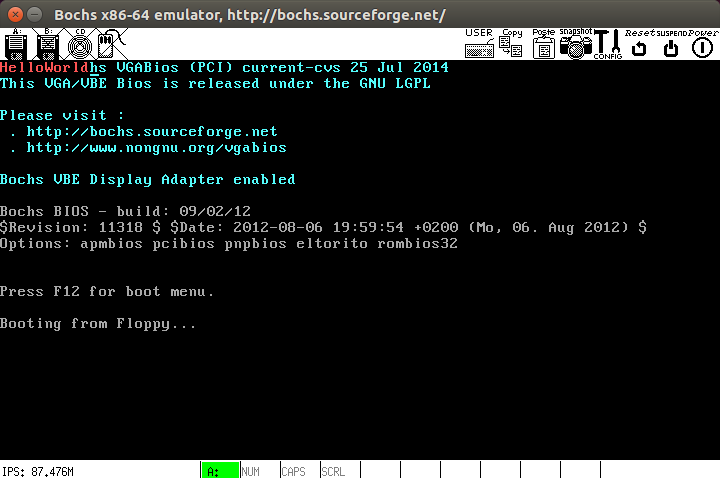 Bochs x86-64 emulator, http://bochs.sourceforge.net/
A: B: CD USER Copy Paste snapshot CONFIG Reset SUSPEND Power
HelloWorldhs VGABios (PCI) current-cvs 25 Jul 2014
This VGA/VBE Bios is released under the GNU LGPL
Please visit :
. http://bochs.sourceforge.net
. http://www.nongnu.org/vgabios
Bochs VBE Display Adapter enabled
Bochs BIOS - build: 09/02/12
$Revision: 11318 $ $Date: 2012-08-06 19:59:54 +0200 (Mo, 06. Aug 2012) $
Options: apmbios pcibios pnpbios eltorito rombios32
Press F12 for boot menu.
Booting from Floppy...
IPS: 87.476M A: NUM CAPS SCRL